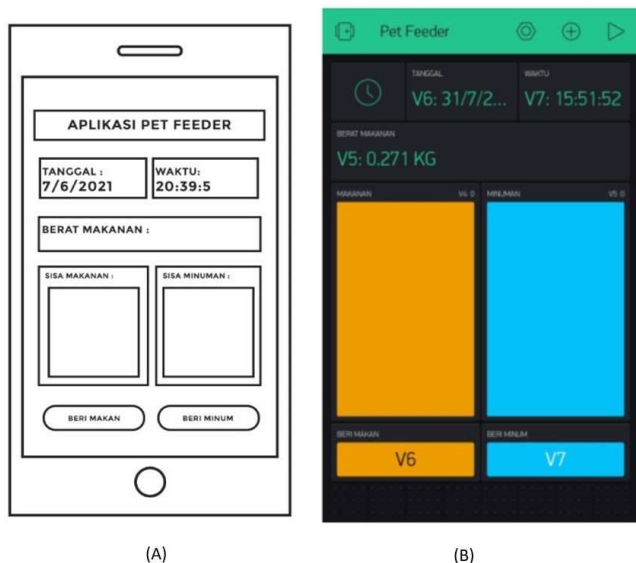 APLIKASI PET FEEDER
TANGGAL :
7/6/2021
WAKTU:
20:39:5
BERAT MAKANAN :
SISA MAKANAN :
SISA MINUMAN :
BERI MAKAN
BERI MINUM
(A)
Pet Feeder
TANGGAL
V6: 31/7/2...
WAKTU
V7: 15:51:52
BERAT MAKANAN
V5: 0.271 KG
MAKANAN
V4 0
MINUMAN
V5 0
BERI MAKAN
V6
BERI MINUM
V7
(B)